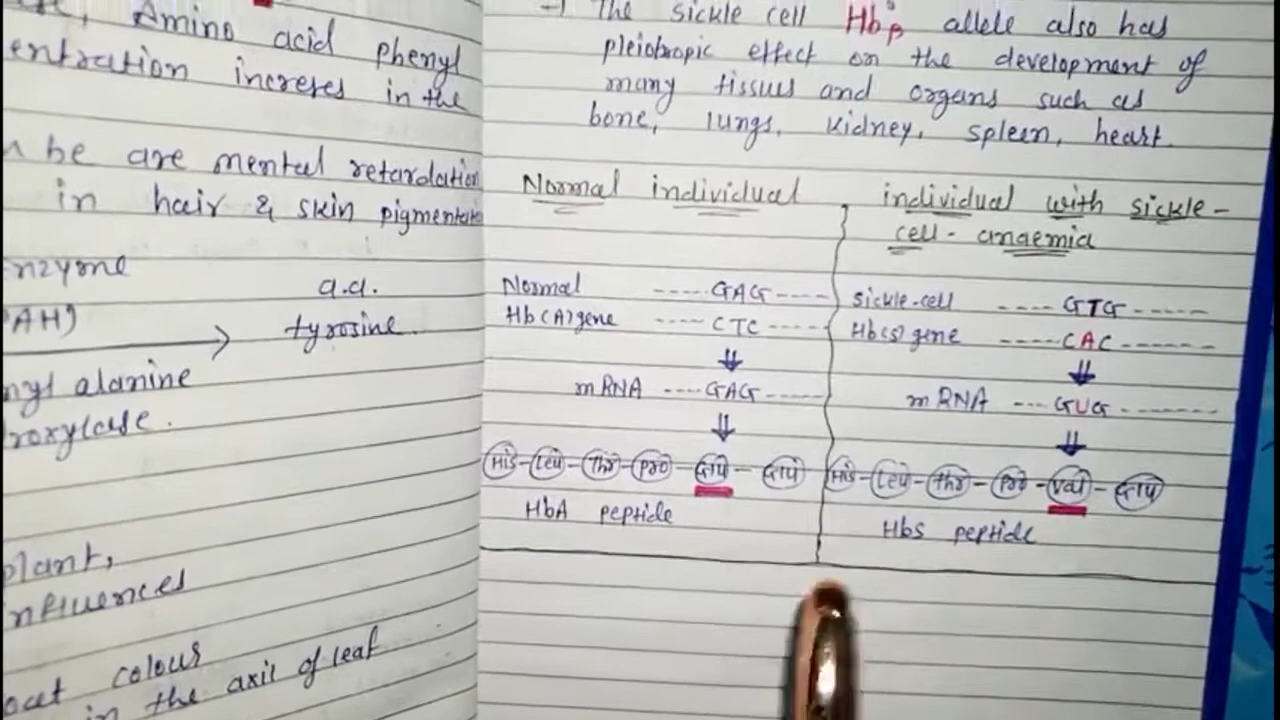 Amino acid phenyl
entration increses in the
be are mental retardation
in hair & skin pigmentati
nzyme
a.a.
AH)
tyrosine.
nyl alanine
roxylase.
plant,
nfluences
colour
in the axil of leaf
→ The sickle cell Hb^s_β allele also has
pleiotropic effect on the development of
many tissues and organs such as
bone, lungs, kidney, spleen, heart.
Normal individual
Normal ----- GAG ----
Hb(A)gene ---- CTC -----
mRNA ---- GAG -----
His-Leu-Thr-Pro-Glu-Glu
HbA peptide
individual with sickle-
cell-anaemia
sickle-cell ---- GTG -----
Hb(s)gene ---- CAC ------
mRNA --- GUG -------
His-Leu-Thr-Pro-Val-Glu
HbS peptide